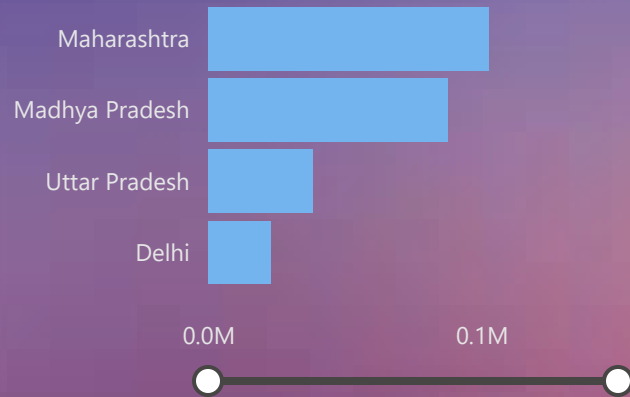 Maharashtra
Madhya Pradesh
Uttar Pradesh
Delhi
0.0M 0.1M